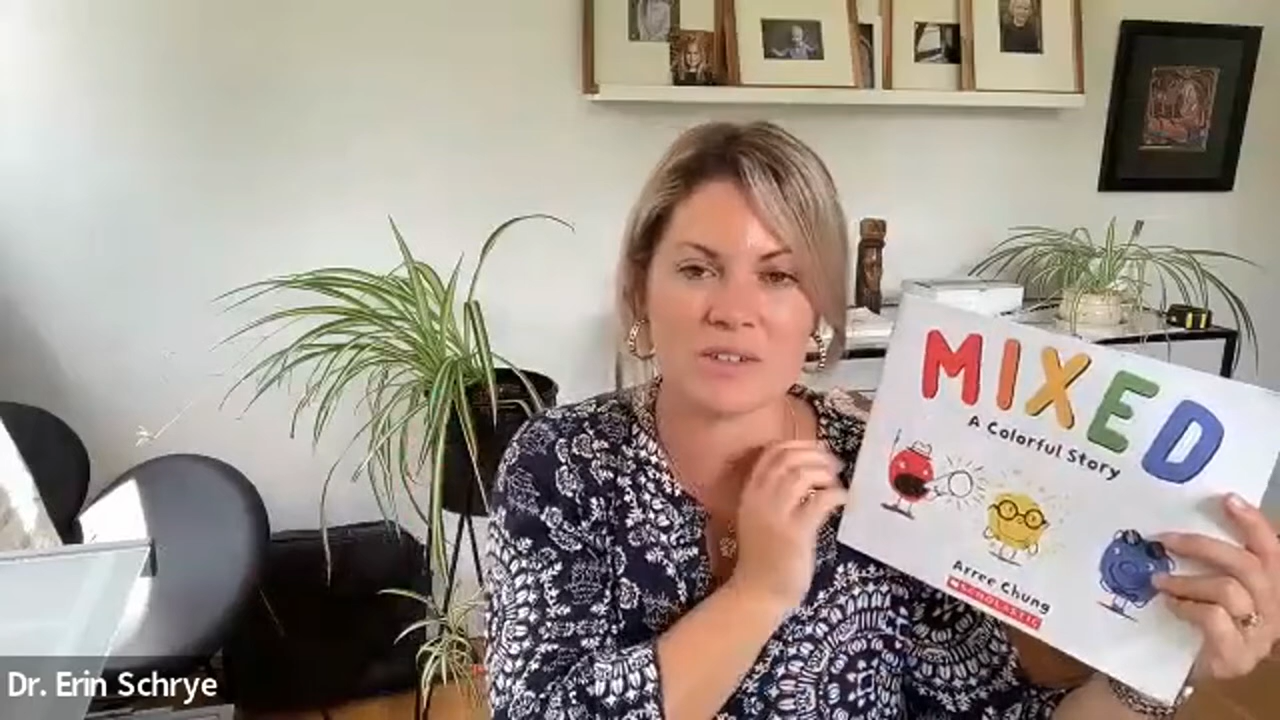 MIXED
A Colorful Story
Arree Chung
SCHOLASTIC
Dr. Erin Schrye